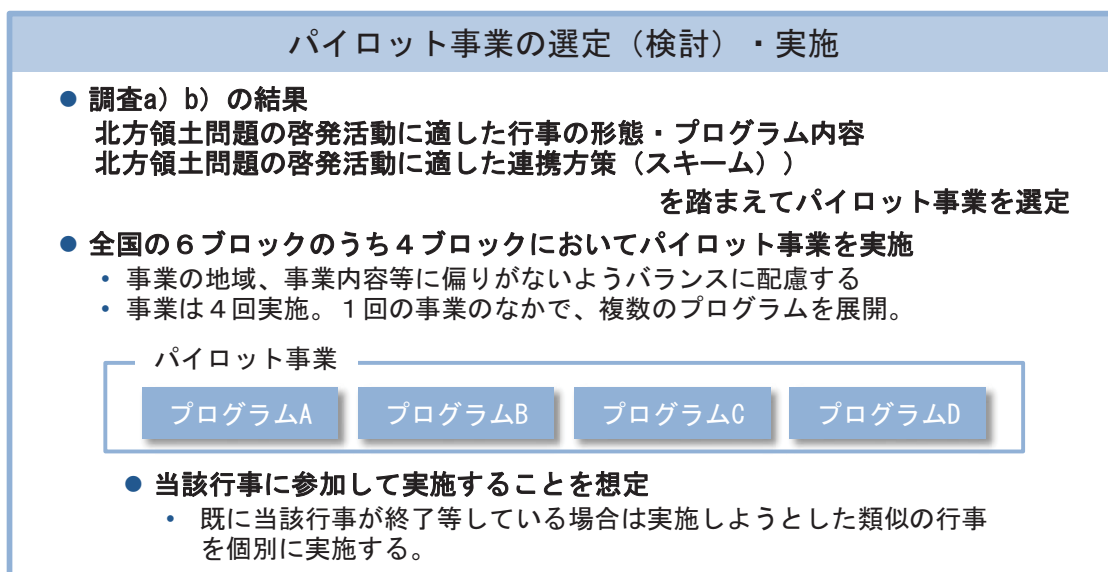 パイロット事業の選定（検討）・実施
● 調査a）b）の結果
北方領土問題の啓発活動に適した行事の形態・プログラム内容
北方領土問題の啓発活動に適した連携方策（スキーム））
を踏まえてパイロット事業を選定
● 全国の６ブロックのうち４ブロックにおいてパイロット事業を実施
• 事業の地域、事業内容等に偏りがないようバランスに配慮する
• 事業は４回実施。１回の事業のなかで、複数のプログラムを展開。
パイロット事業
プログラムA プログラムB プログラムC プログラムD
● 当該行事に参加して実施することを想定
• 既に当該行事が終了等している場合は実施しようとした類似の行事
を個別に実施する。